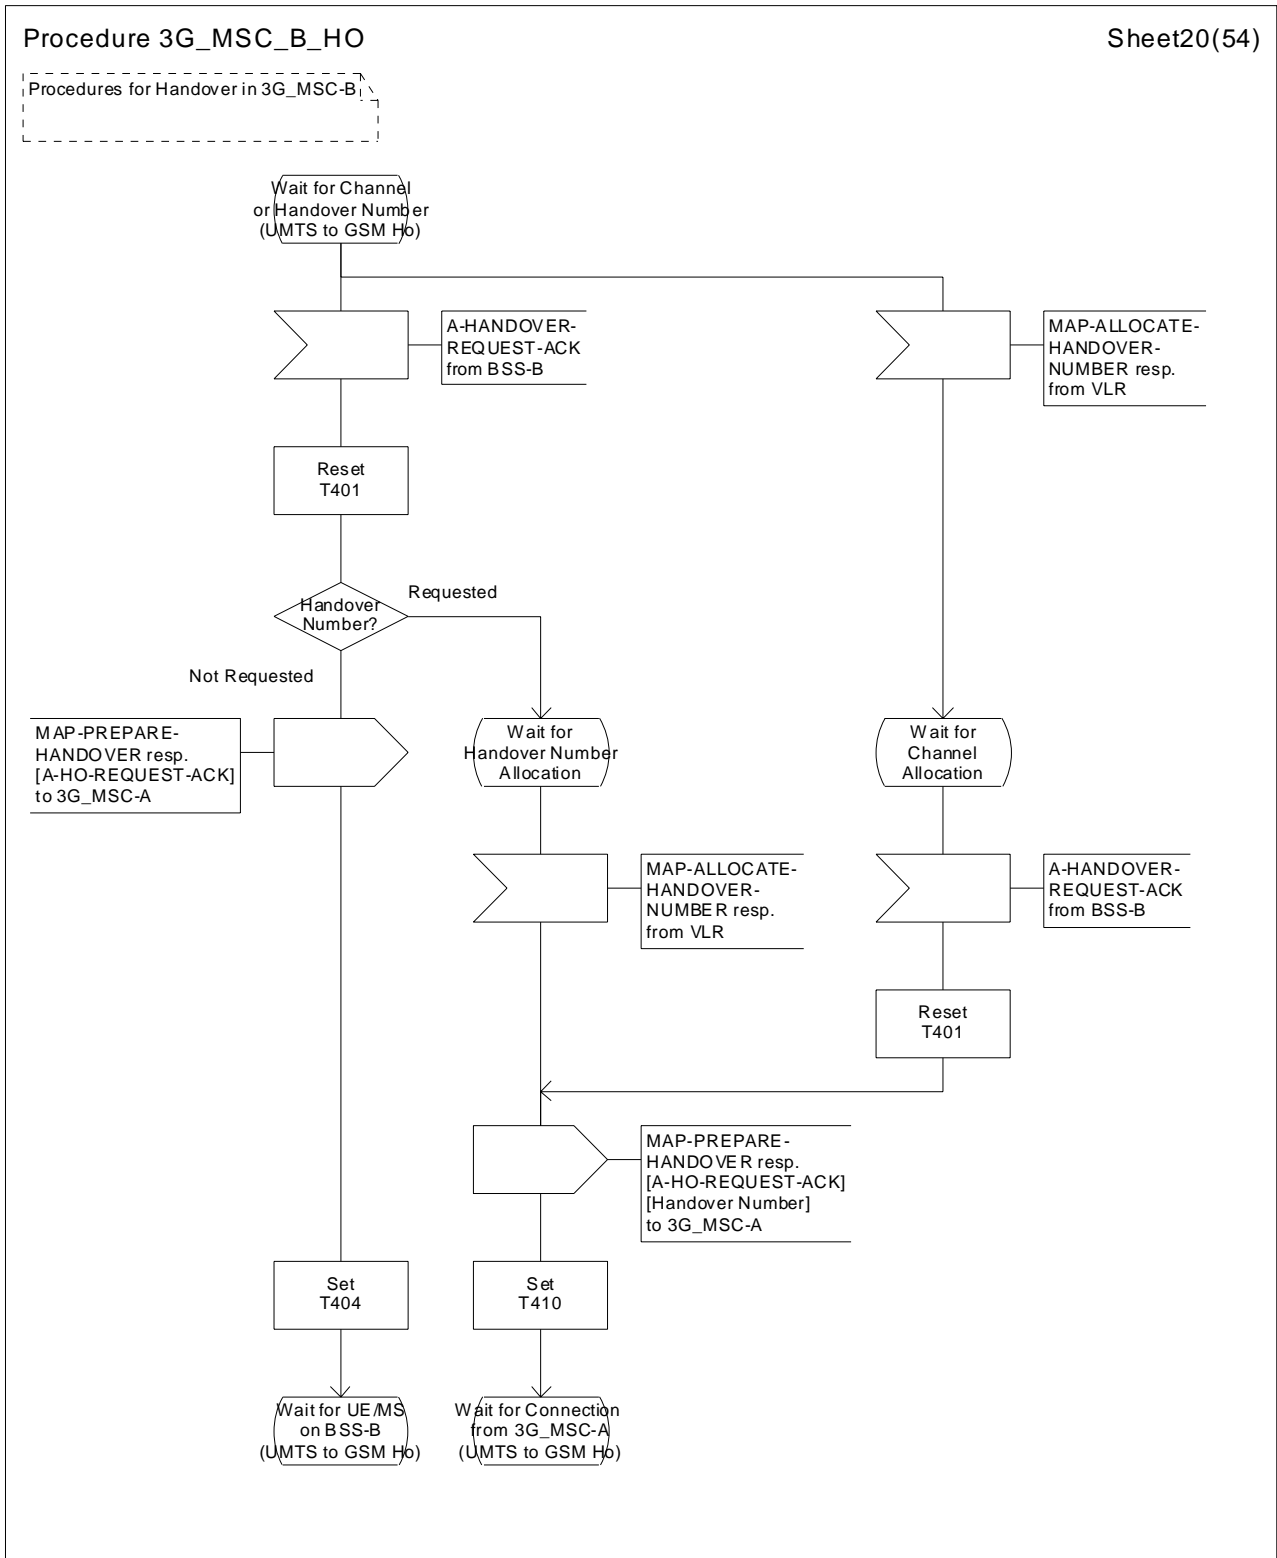 Procedure 3G_MSC_B_HO
Sheet20(54)
Procedures for Handover in 3G_MSC-B
Wait for Channel
or Handover Number
(UMTS to GSM Ho)
A-HANDOVER-
REQUEST-ACK
from BSS-B
MAP-ALLOCATE-
HANDOVER-
NUMBER resp.
from VLR
Reset
T401
Handover
Number?
Requested
Not Requested
MAP-PREPARE-
HANDOVER resp.
[A-HO-REQUEST-ACK]
to 3G_MSC-A
Wait for
Handover Number
Allocation
Wait for
Channel
Allocation
MAP-ALLOCATE-
HANDOVER-
NUMBER resp.
from VLR
A-HANDOVER-
REQUEST-ACK
from BSS-B
Reset
T401
MAP-PREPARE-
HANDOVER resp.
[A-HO-REQUEST-ACK]
[Handover Number]
to 3G_MSC-A
Set
T404
Set
T410
Wait for UE/MS
on BSS-B
(UMTS to GSM Ho)
Wait for Connection
from 3G_MSC-A
(UMTS to GSM Ho)